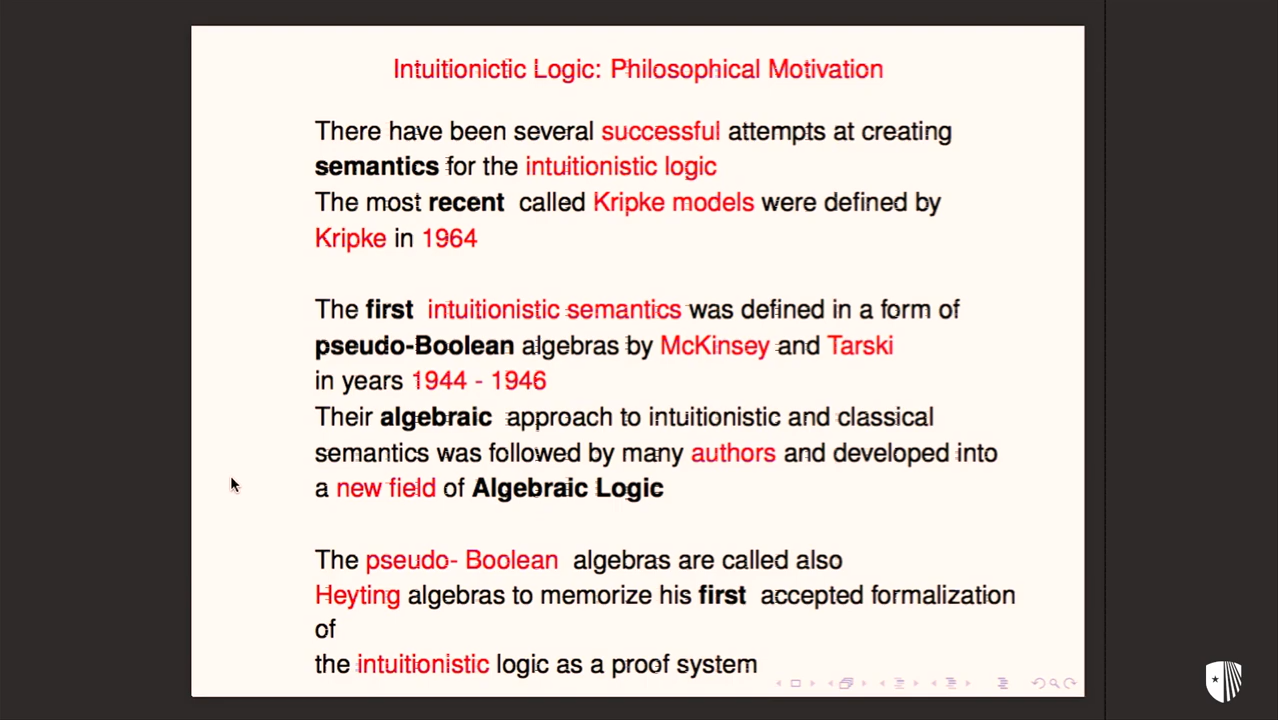 Intuitionictic Logic: Philosophical Motivation
There have been several successful attempts at creating
semantics for the intuitionistic logic
The most recent called Kripke models were defined by
Kripke in 1964
The first intuitionistic semantics was defined in a form of
pseudo-Boolean algebras by McKinsey and Tarski
in years 1944 - 1946
Their algebraic approach to intuitionistic and classical
semantics was followed by many authors and developed into
a new field of Algebraic Logic
The pseudo- Boolean algebras are called also
Heyting algebras to memorize his first accepted formalization
of
the intuitionistic logic as a proof system